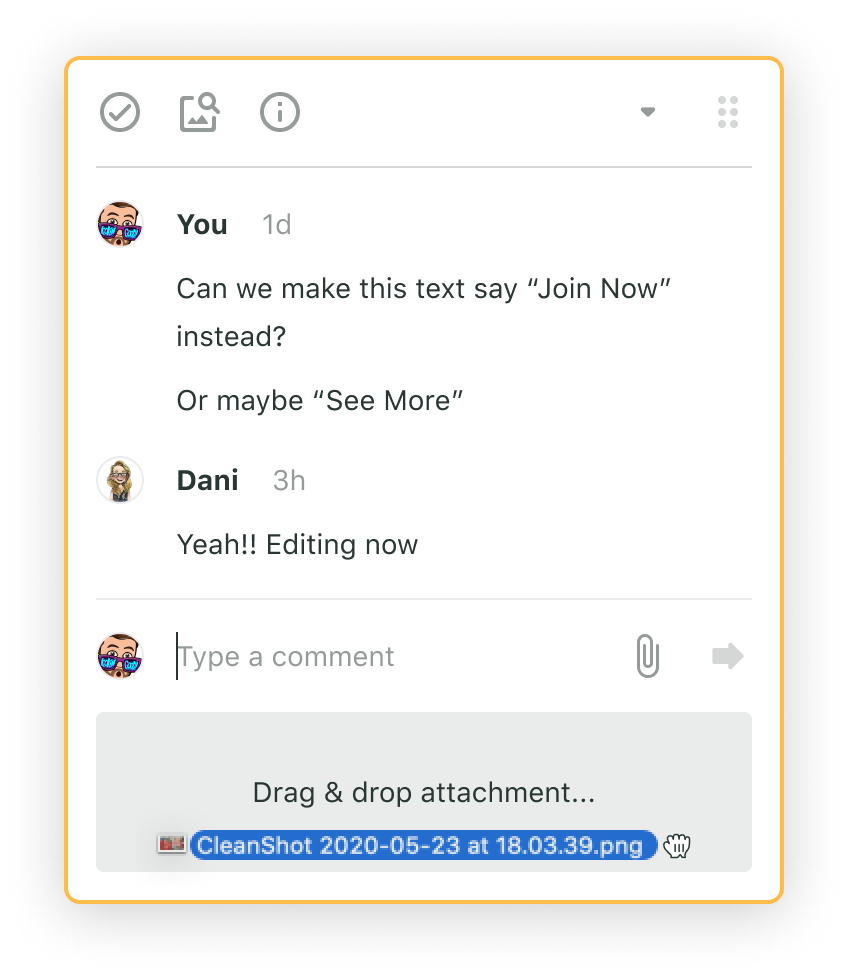 You 1d
Can we make this text say “Join Now”
instead?
Or maybe “See More”
Dani 3h
Yeah!! Editing now
Type a comment
Drag & drop attachment...
CleanShot 2020-05-23 at 18.03.39.png